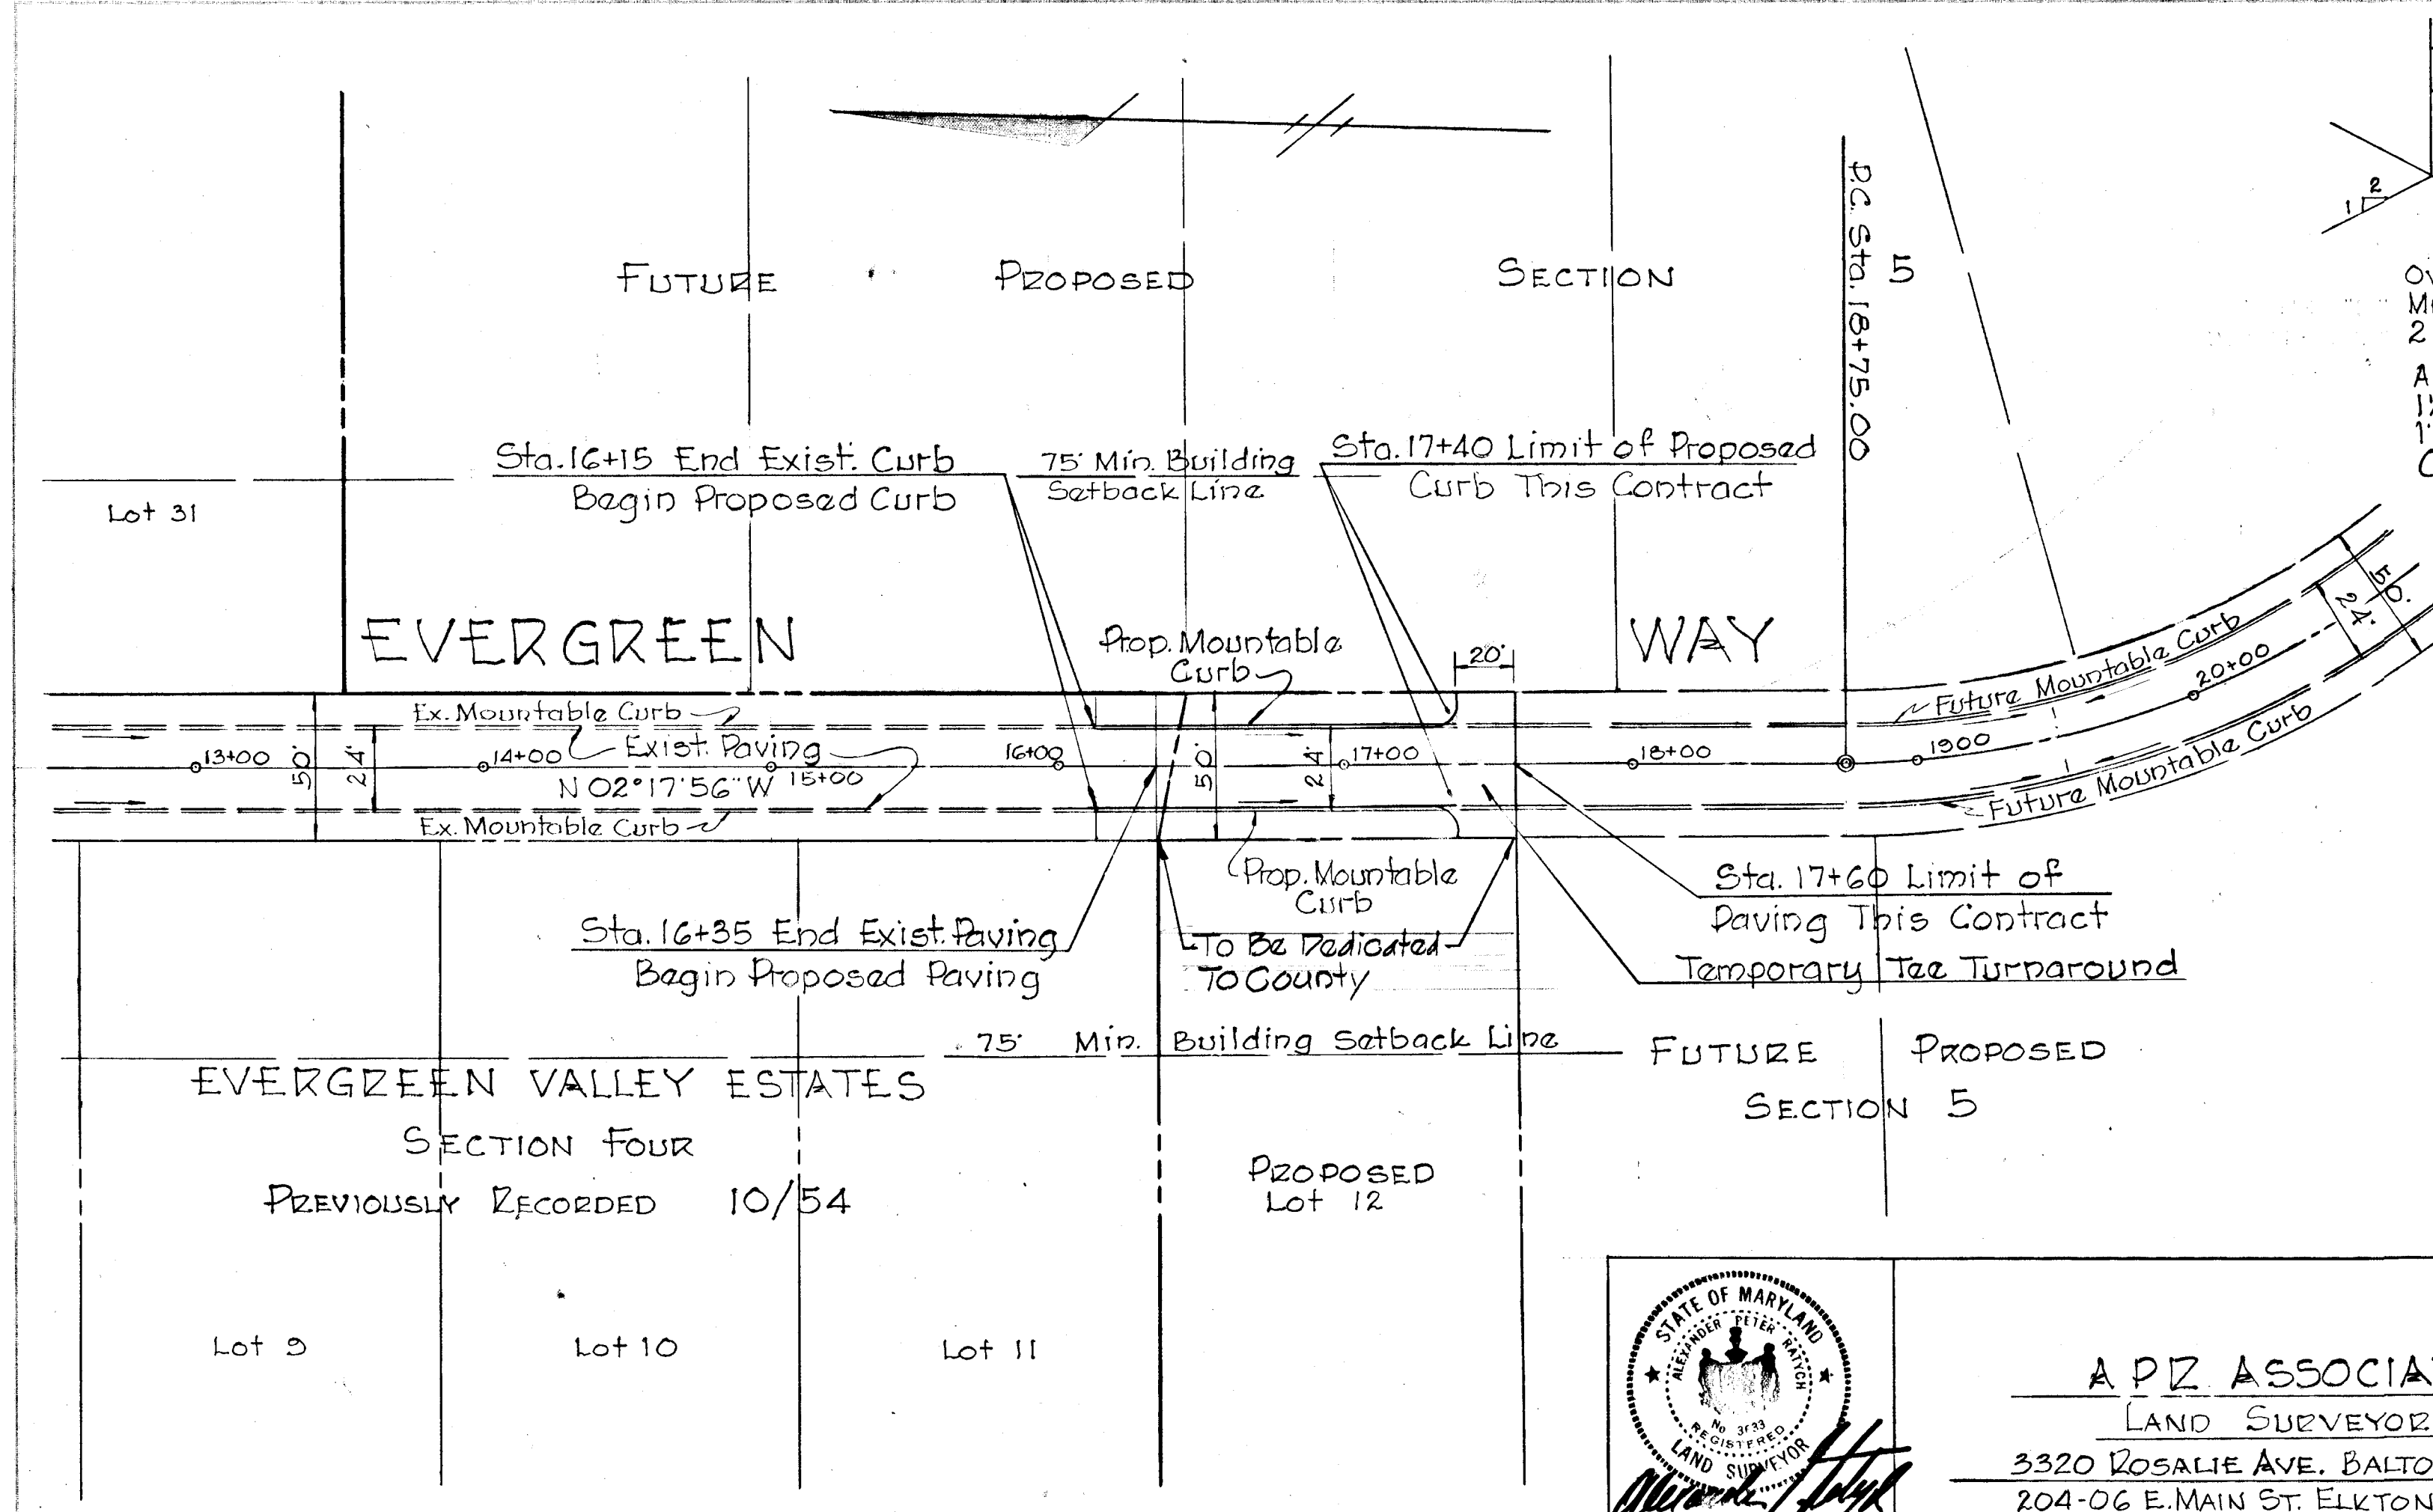 FUTURE PROPOSED SECTION 5
P.C. Sta. 18+75.00
2
1
2
A
Sta. 16+15 End Exist. Curb
Begin Proposed Curb
75' Min. Building
Setback Line
Sta. 17+40 Limit of Proposed
Curb This Contract
Lot 31
EVERGREEN WAY
Prop. Mountable
Curb
20'
50'
24'
Future Mountable Curb
20+00
Ex. Mountable Curb
Exist. Paving
13+00
50'
24'
14+00
N 02°17'56" W
15+00
16+00
50'
24'
17+00
18+00
1900
Ex. Mountable Curb
Future Mountable Curb
Prop. Mountable
Curb
Sta. 16+35 End Exist. Paving
Begin Proposed Paving
To Be Dedicated
To County
Sta. 17+60 Limit of
Paving This Contract
Temporary Tee Turnaround
75' Min. Building Setback Line
FUTURE PROPOSED
SECTION 5
EVERGREEN VALLEY ESTATES
SECTION FOUR
PREVIOUSLY RECORDED 10/54
PROPOSED
Lot 12
Lot 9
Lot 10
Lot 11
STATE OF MARYLAND
ALEXANDER PETER RATYCH
REGISTERED
LAND SURVEYOR
APR ASSOCIA
LAND SURVEYOR
3320 ROSALIE AVE. BALTO
204-06 E. MAIN ST. ELKTON